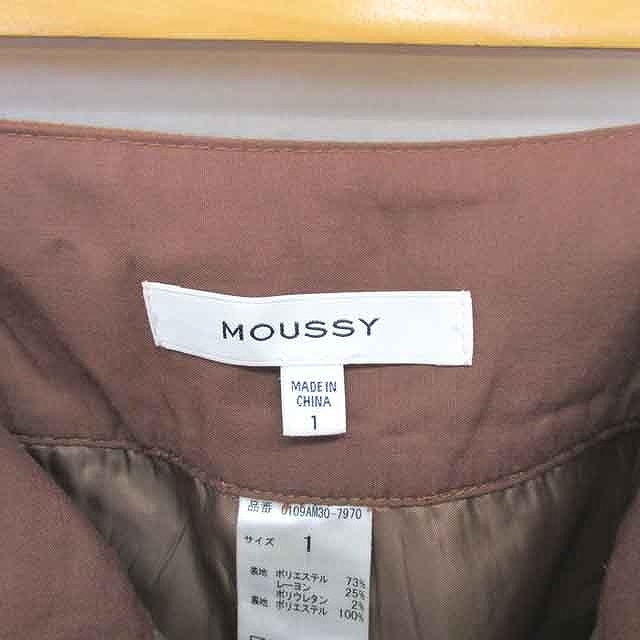 MOUSSY
MADE IN
CHINA
1
品番 0109AM30-7970
サイズ 1
表地 ポリエステル 73%
レーヨン 25%
ポリウレタン 2%
裏地 ポリエステル 100%